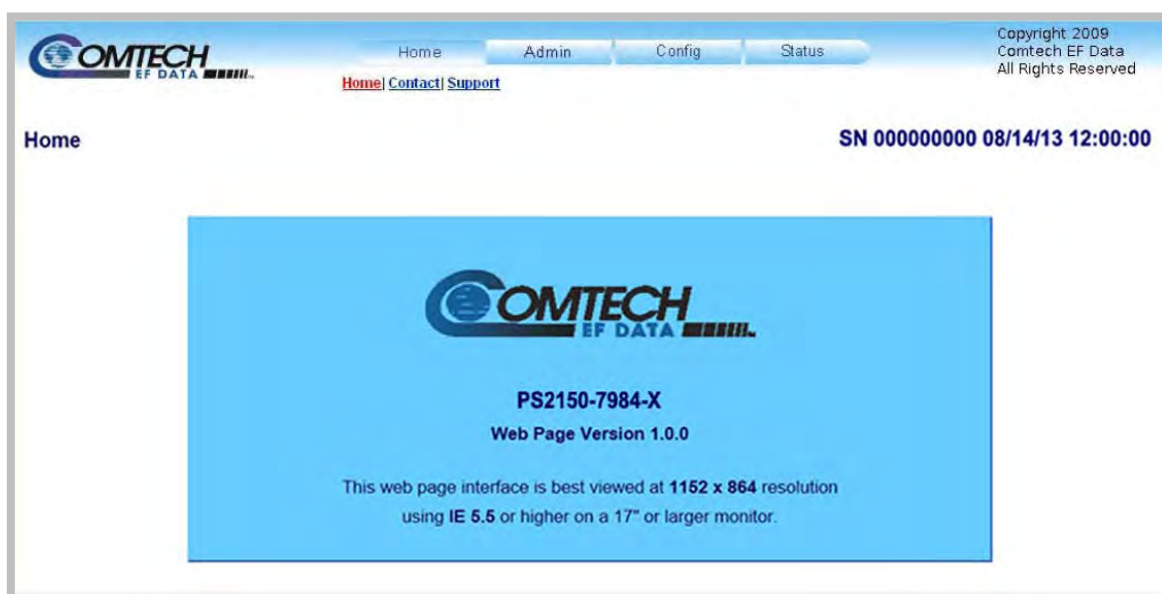 COMTECH
EF DATA
Home Admin Config Status
Home| Contact| Support
Copyright 2009
Comtech EF Data
All Rights Reserved
Home
SN 000000000 08/14/13 12:00:00
COMTECH
EF DATA
PS2150-7984-X
Web Page Version 1.0.0
This web page interface is best viewed at 1152 x 864 resolution
using IE 5.5 or higher on a 17" or larger monitor.